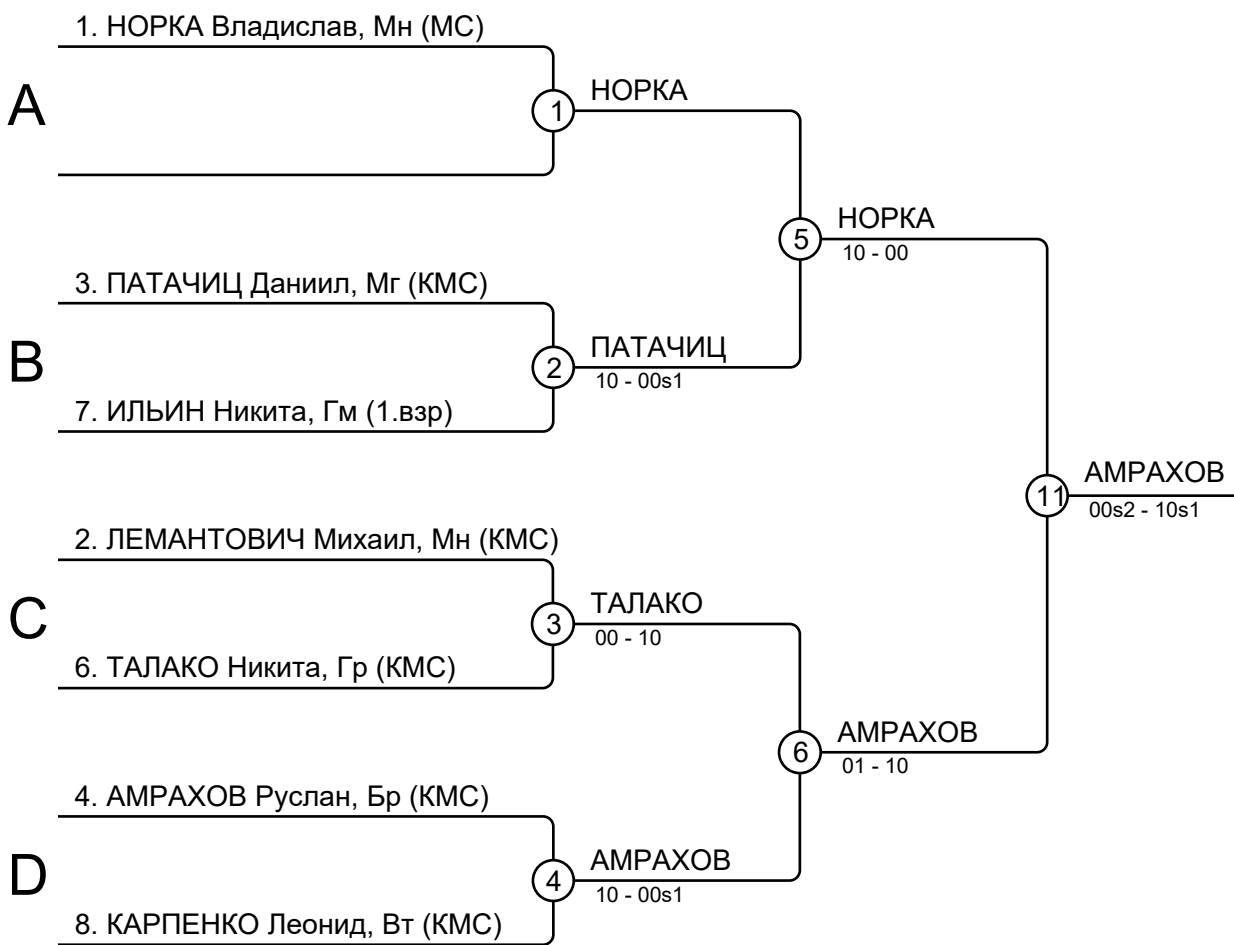 1. НОРКА Владислав, Мн (МС)
A
1
НОРКА
5
НОРКА
10 - 00
3. ПАТАЧИЦ Даниил, Мг (КМС)
B
2
ПАТАЧИЦ
10 - 00s1
7. ИЛЬИН Никита, Гм (1.взр)
11
АМРАХОВ
00s2 - 10s1
2. ЛЕМАНТОВИЧ Михаил, Мн (КМС)
C
3
ТАЛАКО
00 - 10
6. ТАЛАКО Никита, Гр (КМС)
6
АМРАХОВ
01 - 10
4. АМРАХОВ Руслан, Бр (КМС)
D
4
АМРАХОВ
10 - 00s1
8. КАРПЕНКО Леонид, Вт (КМС)